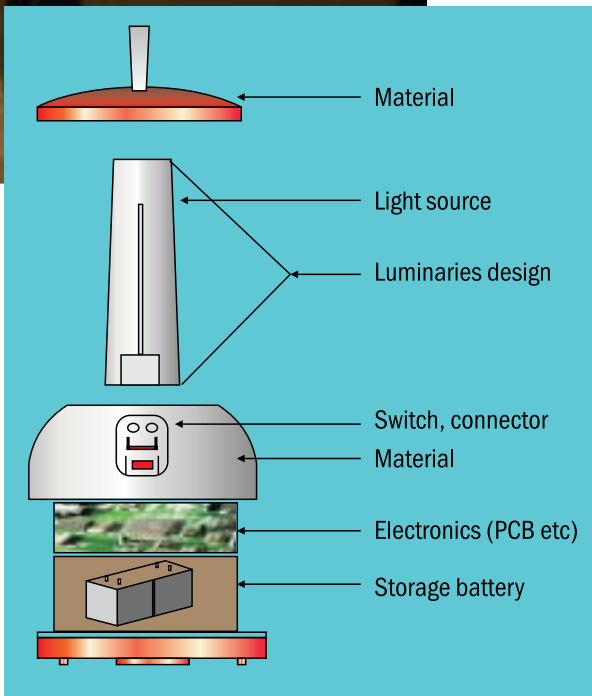 Material
Light source
Luminaries design
Switch, connector
Material
Electronics (PCB etc)
Storage battery